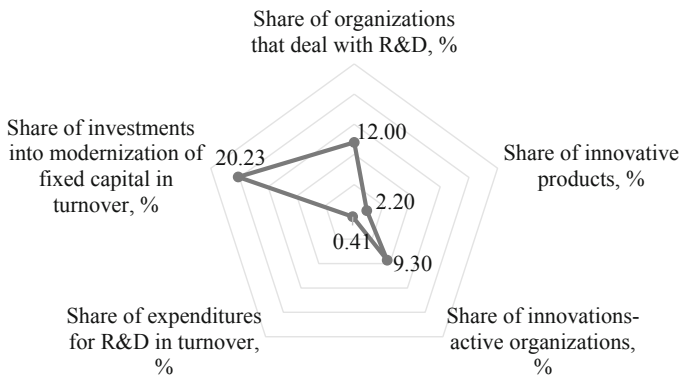 Share of organizations
that deal with R&D, %
12.00
Share of investments
into modernization of
fixed capital in
turnover, %
20.23
Share of innovative
products, %
2.20
0.41
9.30
Share of expenditures
for R&D in turnover,
%
Share of innovations-
active organizations,
%